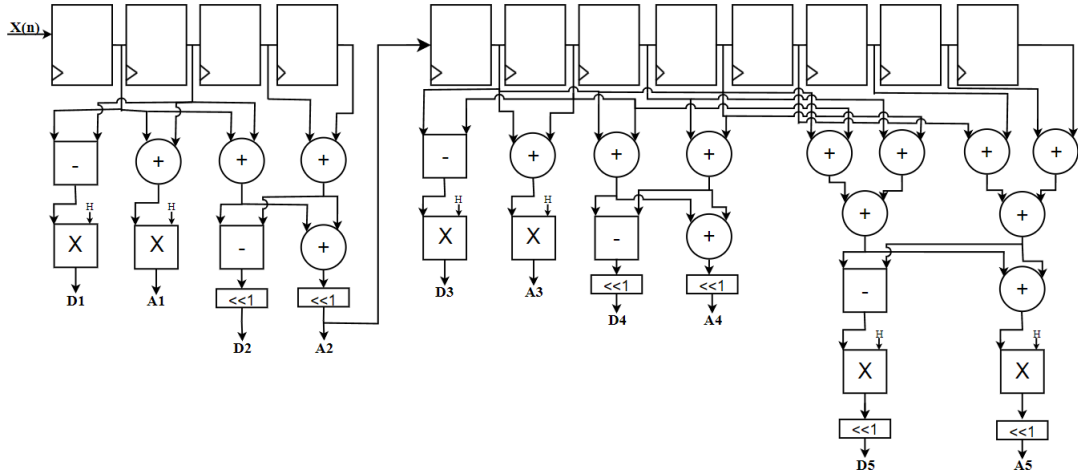 X(n)
- + + +
- + + + + + + +
+ +
H H H H
X X - + X X - +
- +
D1 A1 <<1 <<1 D3 A3 <<1 <<1
D4 A4
D2 A2 H H
X X
<<1 <<1
D5 A5